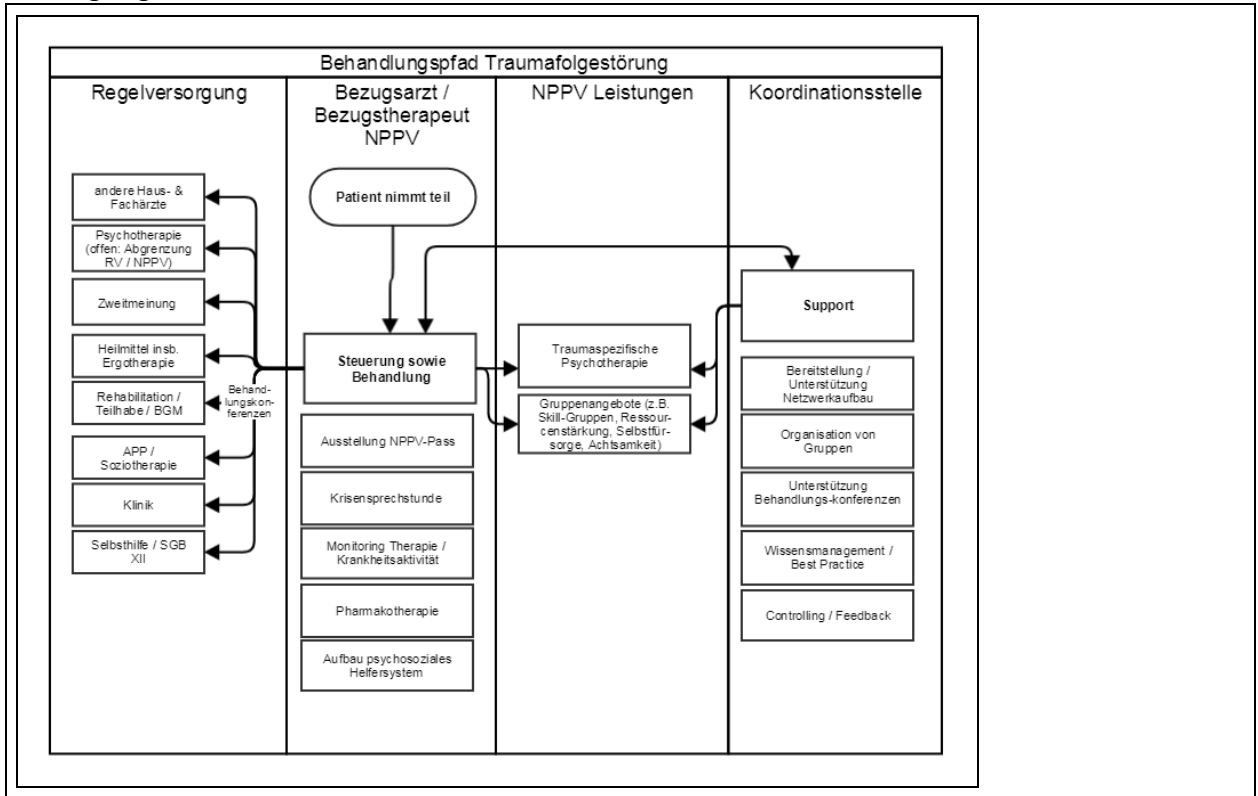 Behandlungspfad Traumafolgestörung
Regelversorgung
andere Haus- &
Fachärzte
Psychotherapie
(offen: Abgrenzung
RV / NPPV)
Zweitmeinung
Heilmittel insb.
Ergotherapie
Rehabilitation /
Teilhabe / BGM
APP /
Soziotherapie
Klinik
Selbsthilfe / SGB
XII
Behand-
lungskon-
ferenzen
Bezugsarzt /
Bezugstherapeut
NPPV
Patient nimmt teil
Steuerung sowie
Behandlung
Ausstellung NPPV-Pass
Krisensprechstunde
Monitoring Therapie /
Krankheitsaktivität
Pharmakotherapie
Aufbau psychosoziales
Helfersystem
NPPV Leistungen
Traumaspezifische
Psychotherapie
Gruppenangebote (z.B.
Skill-Gruppen, Ressour-
censtärkung, Selbstfür-
sorge, Achtsamkeit)
Koordinationsstelle
Support
Bereitstellung /
Unterstützung
Netzwerkaufbau
Organisation von
Gruppen
Unterstützung
Behandlungs-konferenzen
Wissensmanagement /
Best Practice
Controlling / Feedback